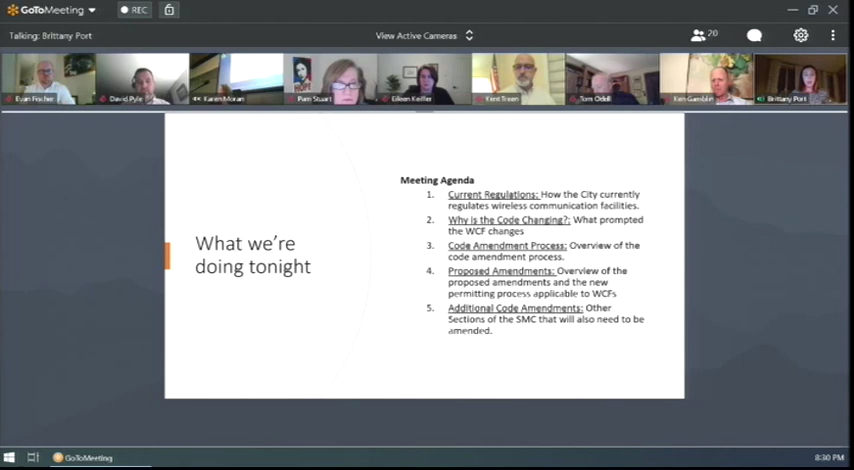 GoToMeeting
REC
Talking: Brittany Port
View Active Cameras
20
Evan Fischer
David Pyle
Karen Moran
Pam Stuart
HOPE
Eileen Keiffer
Kent Treen
Tom Odell
Ken Gamblin
Brittany Port
What we're
doing tonight
Meeting Agenda
1. Current Regulations: How the City currently
regulates wireless communication facilities.
2. Why is the Code Changing?: What prompted
the WCF changes
3. Code Amendment Process: Overview of the
code amendment process.
4. Proposed Amendments: Overview of the
proposed amendments and the new
permitting process applicable to WCFs
5. Additional Code Amendments: Other
Sections of the SMC that will also need to be
amended.
GoToMeeting
8:30 PM